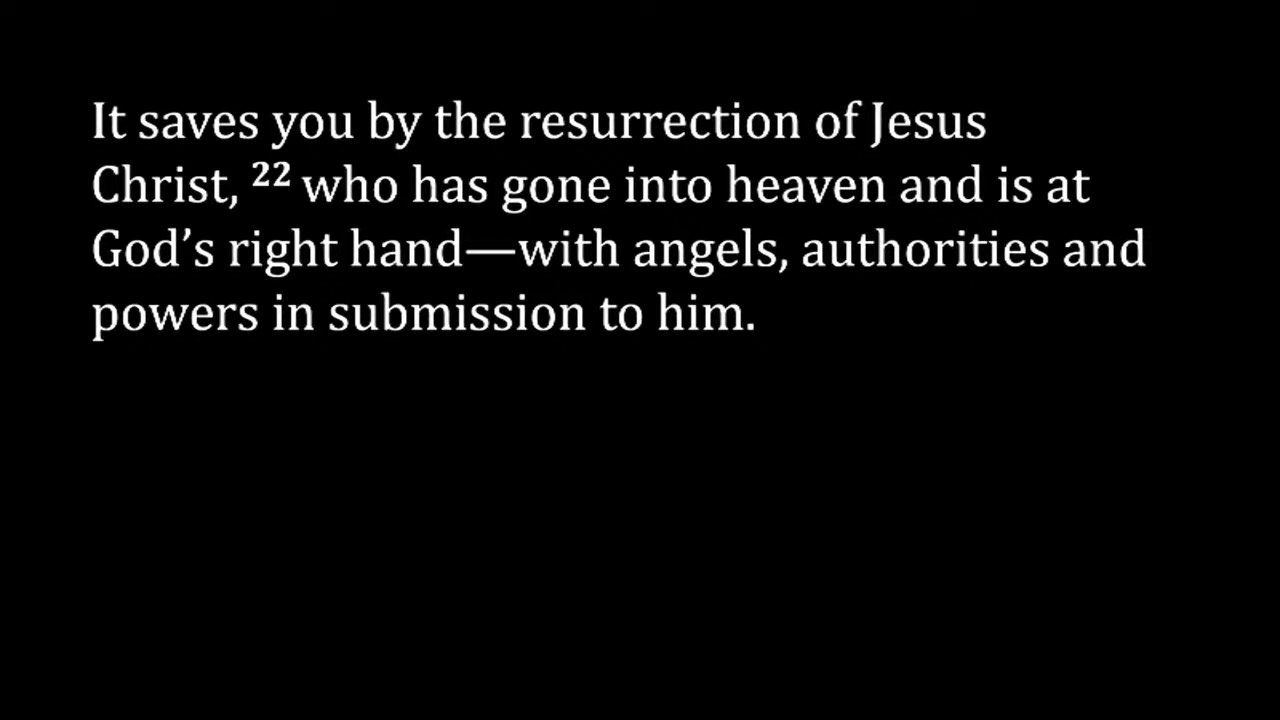 It saves you by the resurrection of Jesus
Christ, ²² who has gone into heaven and is at
God’s right hand—with angels, authorities and
powers in submission to him.